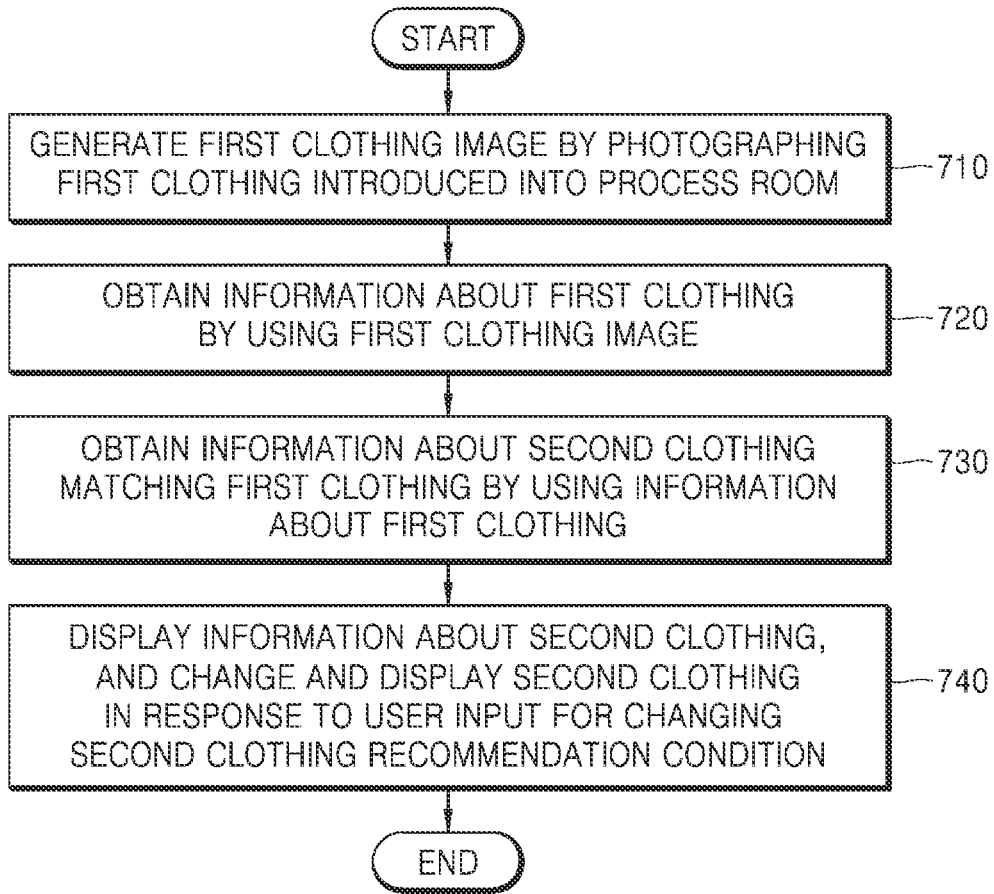 START
GENERATE FIRST CLOTHING IMAGE BY PHOTOGRAPHING
FIRST CLOTHING INTRODUCED INTO PROCESS ROOM
710
OBTAIN INFORMATION ABOUT FIRST CLOTHING
BY USING FIRST CLOTHING IMAGE
720
OBTAIN INFORMATION ABOUT SECOND CLOTHING
MATCHING FIRST CLOTHING BY USING INFORMATION
ABOUT FIRST CLOTHING
730
DISPLAY INFORMATION ABOUT SECOND CLOTHING,
AND CHANGE AND DISPLAY SECOND CLOTHING
IN RESPONSE TO USER INPUT FOR CHANGING
SECOND CLOTHING RECOMMENDATION CONDITION
740
END